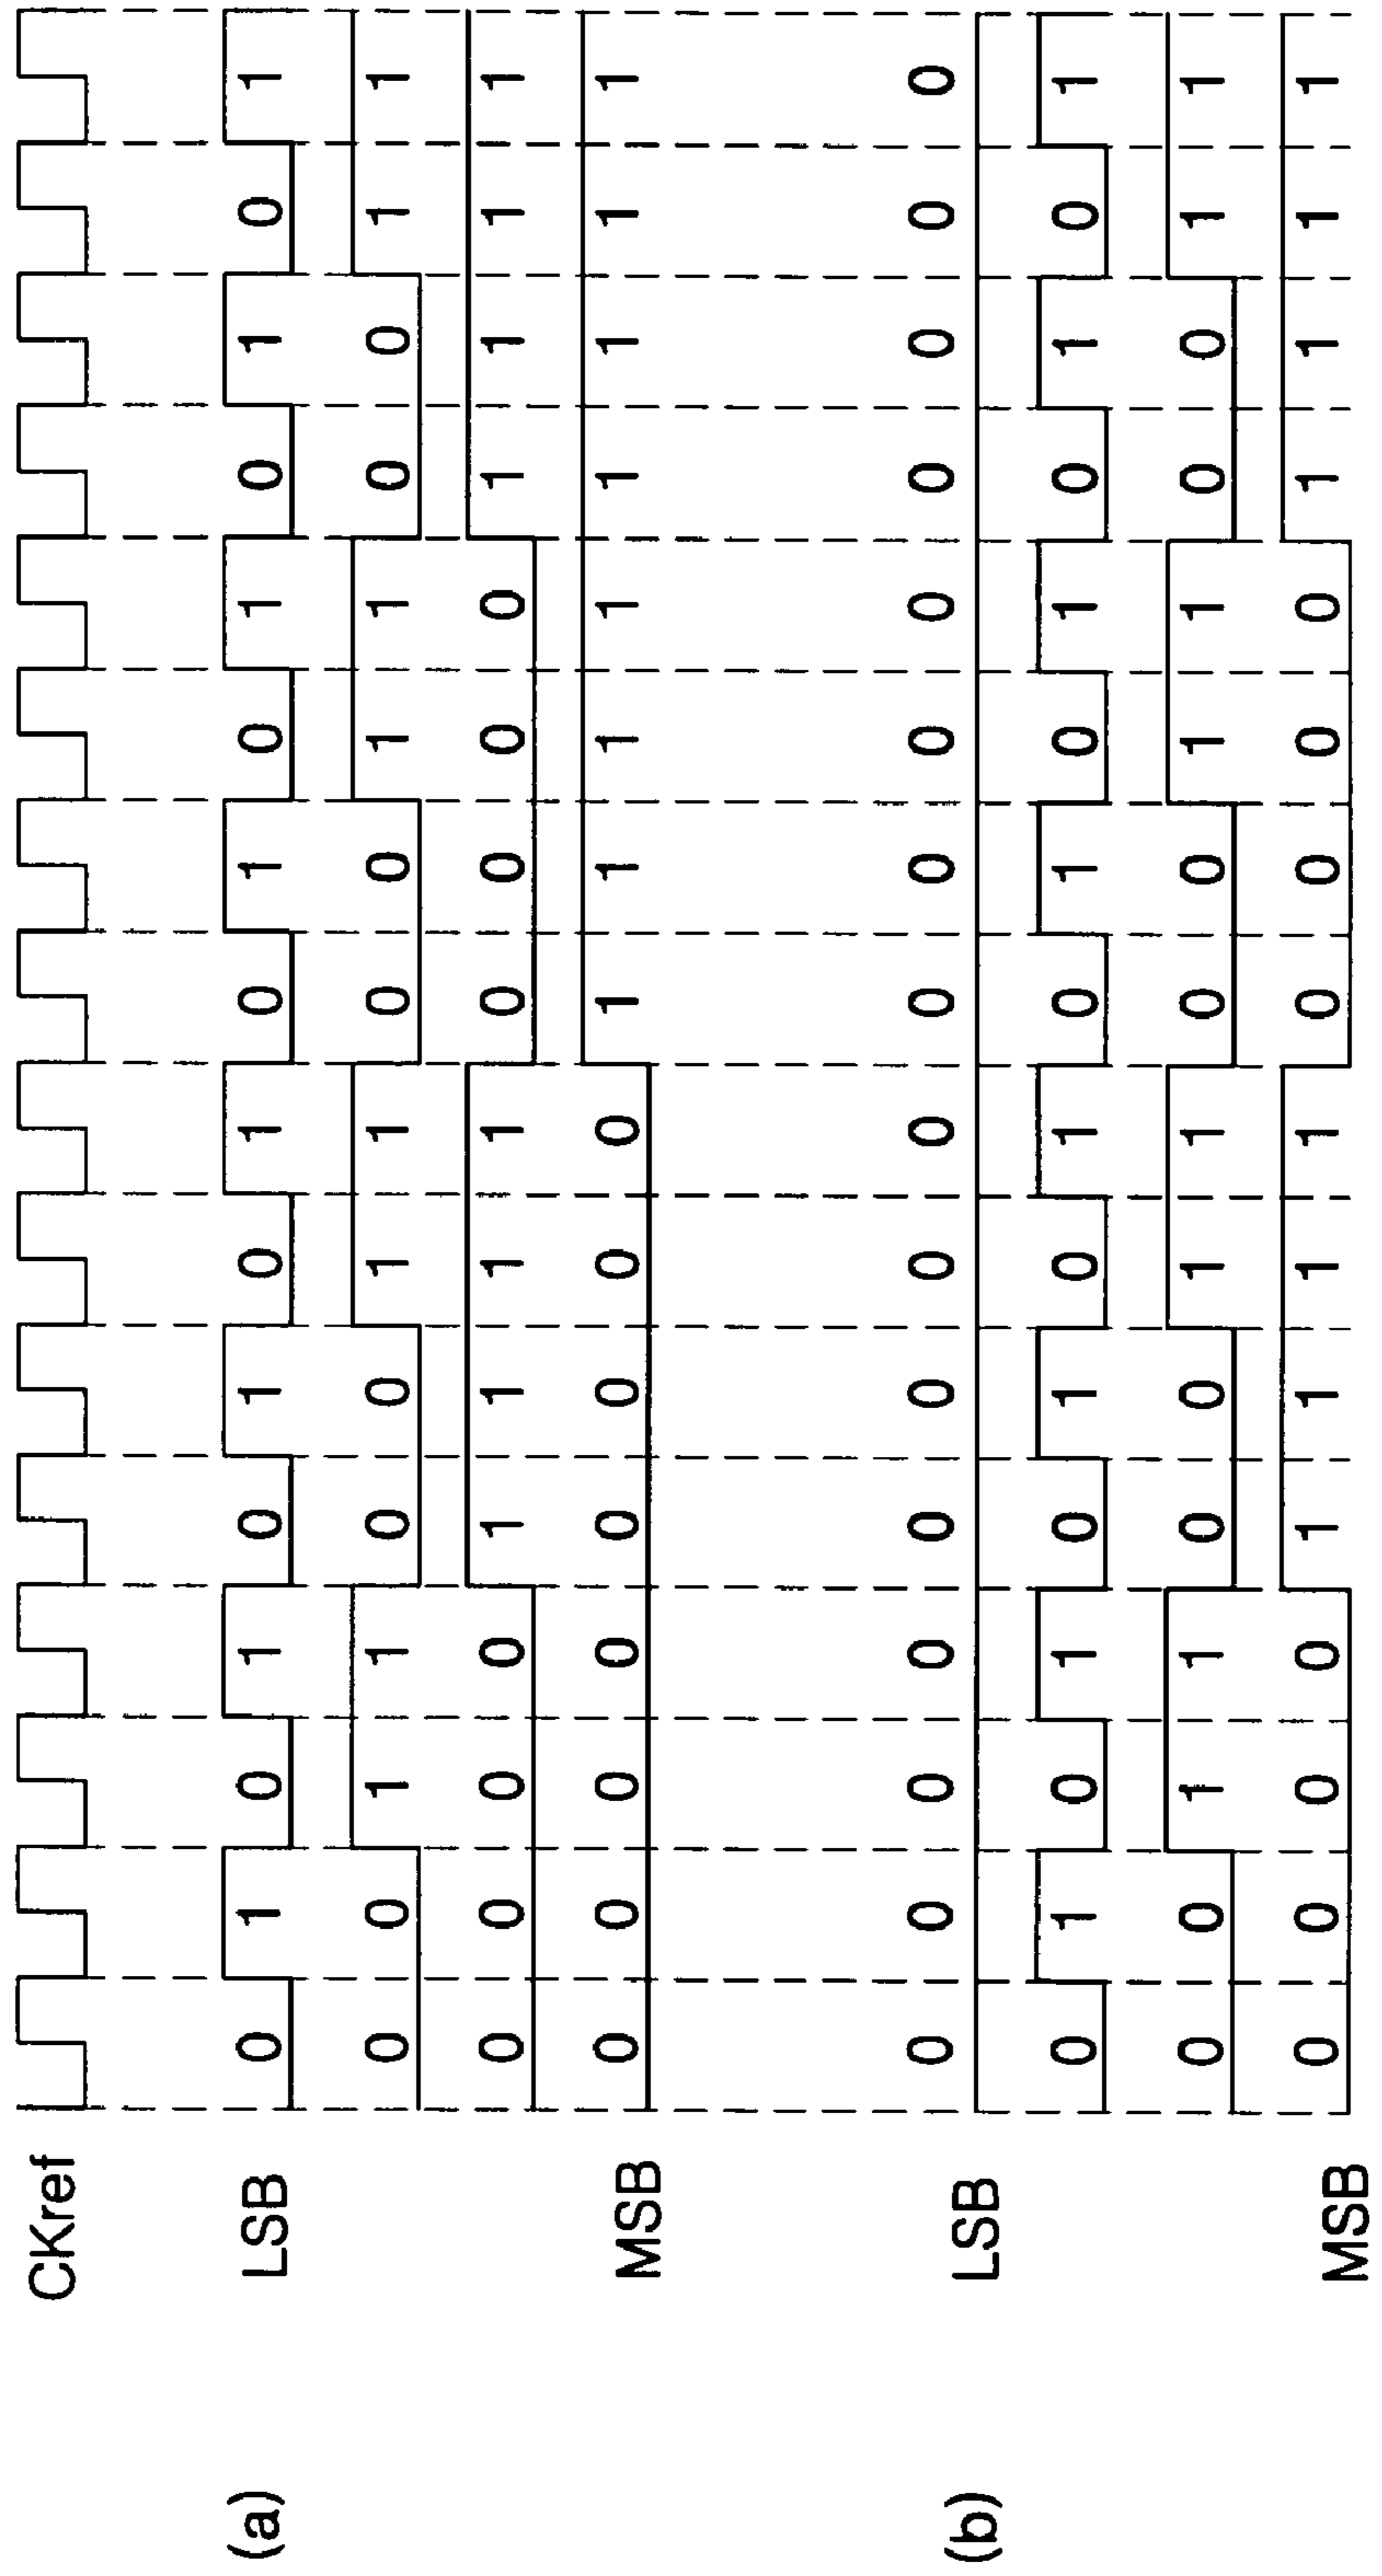 CKref
(a)
LSB 0 1 0 1 0 1 0 1 0 1 0 1 0 1 0 1
0 0 1 1 0 0 1 1 0 0 1 1 0 0 1 1
0 0 0 0 1 1 1 1 0 0 0 0 1 1 1 1
MSB 0 0 0 0 0 0 0 0 1 1 1 1 1 1 1 1
(b)
LSB 0 0 0 0 0 0 0 0 0 0 0 0 0 0 0 0
0 1 0 1 0 1 0 1 0 1 0 1 0 1 0 1
0 0 1 1 0 0 1 1 0 0 1 1 0 0 1 1
MSB 0 0 0 0 1 1 1 1 0 0 0 0 1 1 1 1